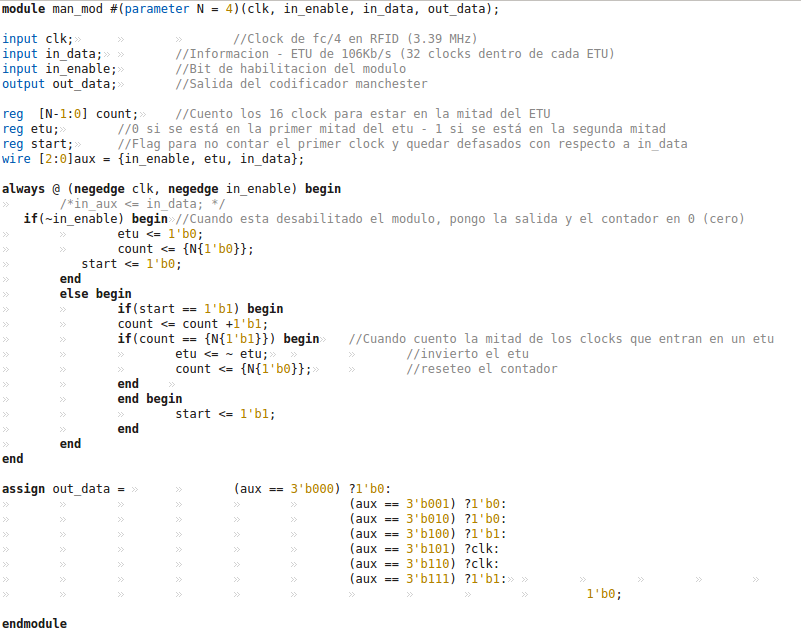 module man_mod #(parameter N = 4)(clk, in_enable, in_data, out_data);
input clk; //Clock de fc/4 en RFID (3.39 MHz)
input in_data; //Informacion - ETU de 106Kb/s (32 clocks dentro de cada ETU)
input in_enable; //Bit de habilitacion del modulo
output out_data; //Salida del codificador manchester
reg [N-1:0] count; //Cuento los 16 clock para estar en la mitad del ETU
reg etu; //0 si se está en la primer mitad del etu - 1 si se está en la segunda mitad
reg start; //Flag para no contar el primer clock y quedar defasados con respecto a in_data
wire [2:0]aux = {in_enable, etu, in_data};
always @ (negedge clk, negedge in_enable) begin
/*in_aux <= in_data; */
if(~in_enable) begin //Cuando esta desabilitado el modulo, pongo la salida y el contador en 0 (cero)
etu <= 1'b0;
count <= {N{1'b0}};
start <= 1'b0;
end
else begin
if(start == 1'b1) begin
count <= count +1'b1;
if(count == {N{1'b1}}) begin //Cuando cuento la mitad de los clocks que entran en un etu
etu <= ~ etu; //invierto el etu
count <= {N{1'b0}}; //reseteo el contador
end
end begin
start <= 1'b1;
end
end
end
assign out_data = (aux == 3'b000) ?1'b0:
(aux == 3'b001) ?1'b0:
(aux == 3'b010) ?1'b0:
(aux == 3'b100) ?1'b1:
(aux == 3'b101) ?clk:
(aux == 3'b110) ?clk:
(aux == 3'b111) ?1'b1:
1'b0;
endmodule